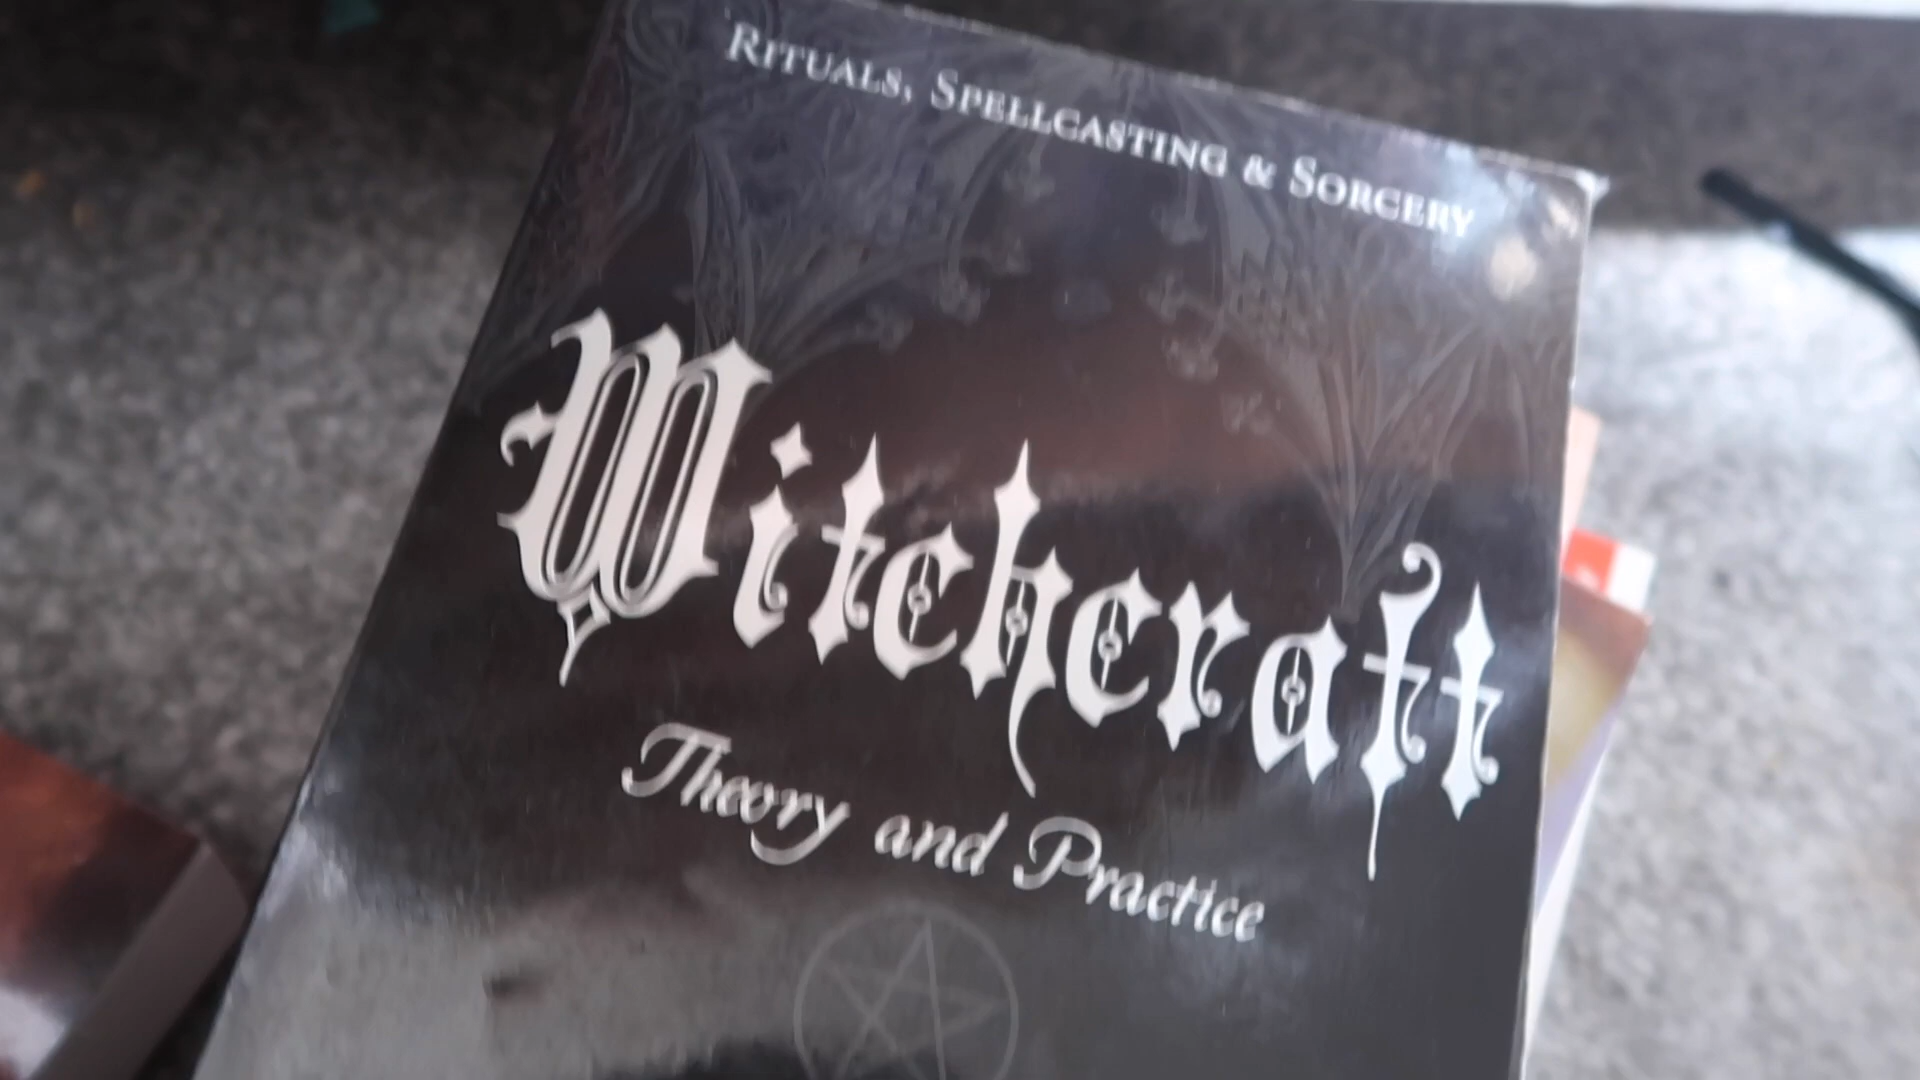 Rituals, Spellcasting & Sorcery
Witchcraft
Theory and Practice